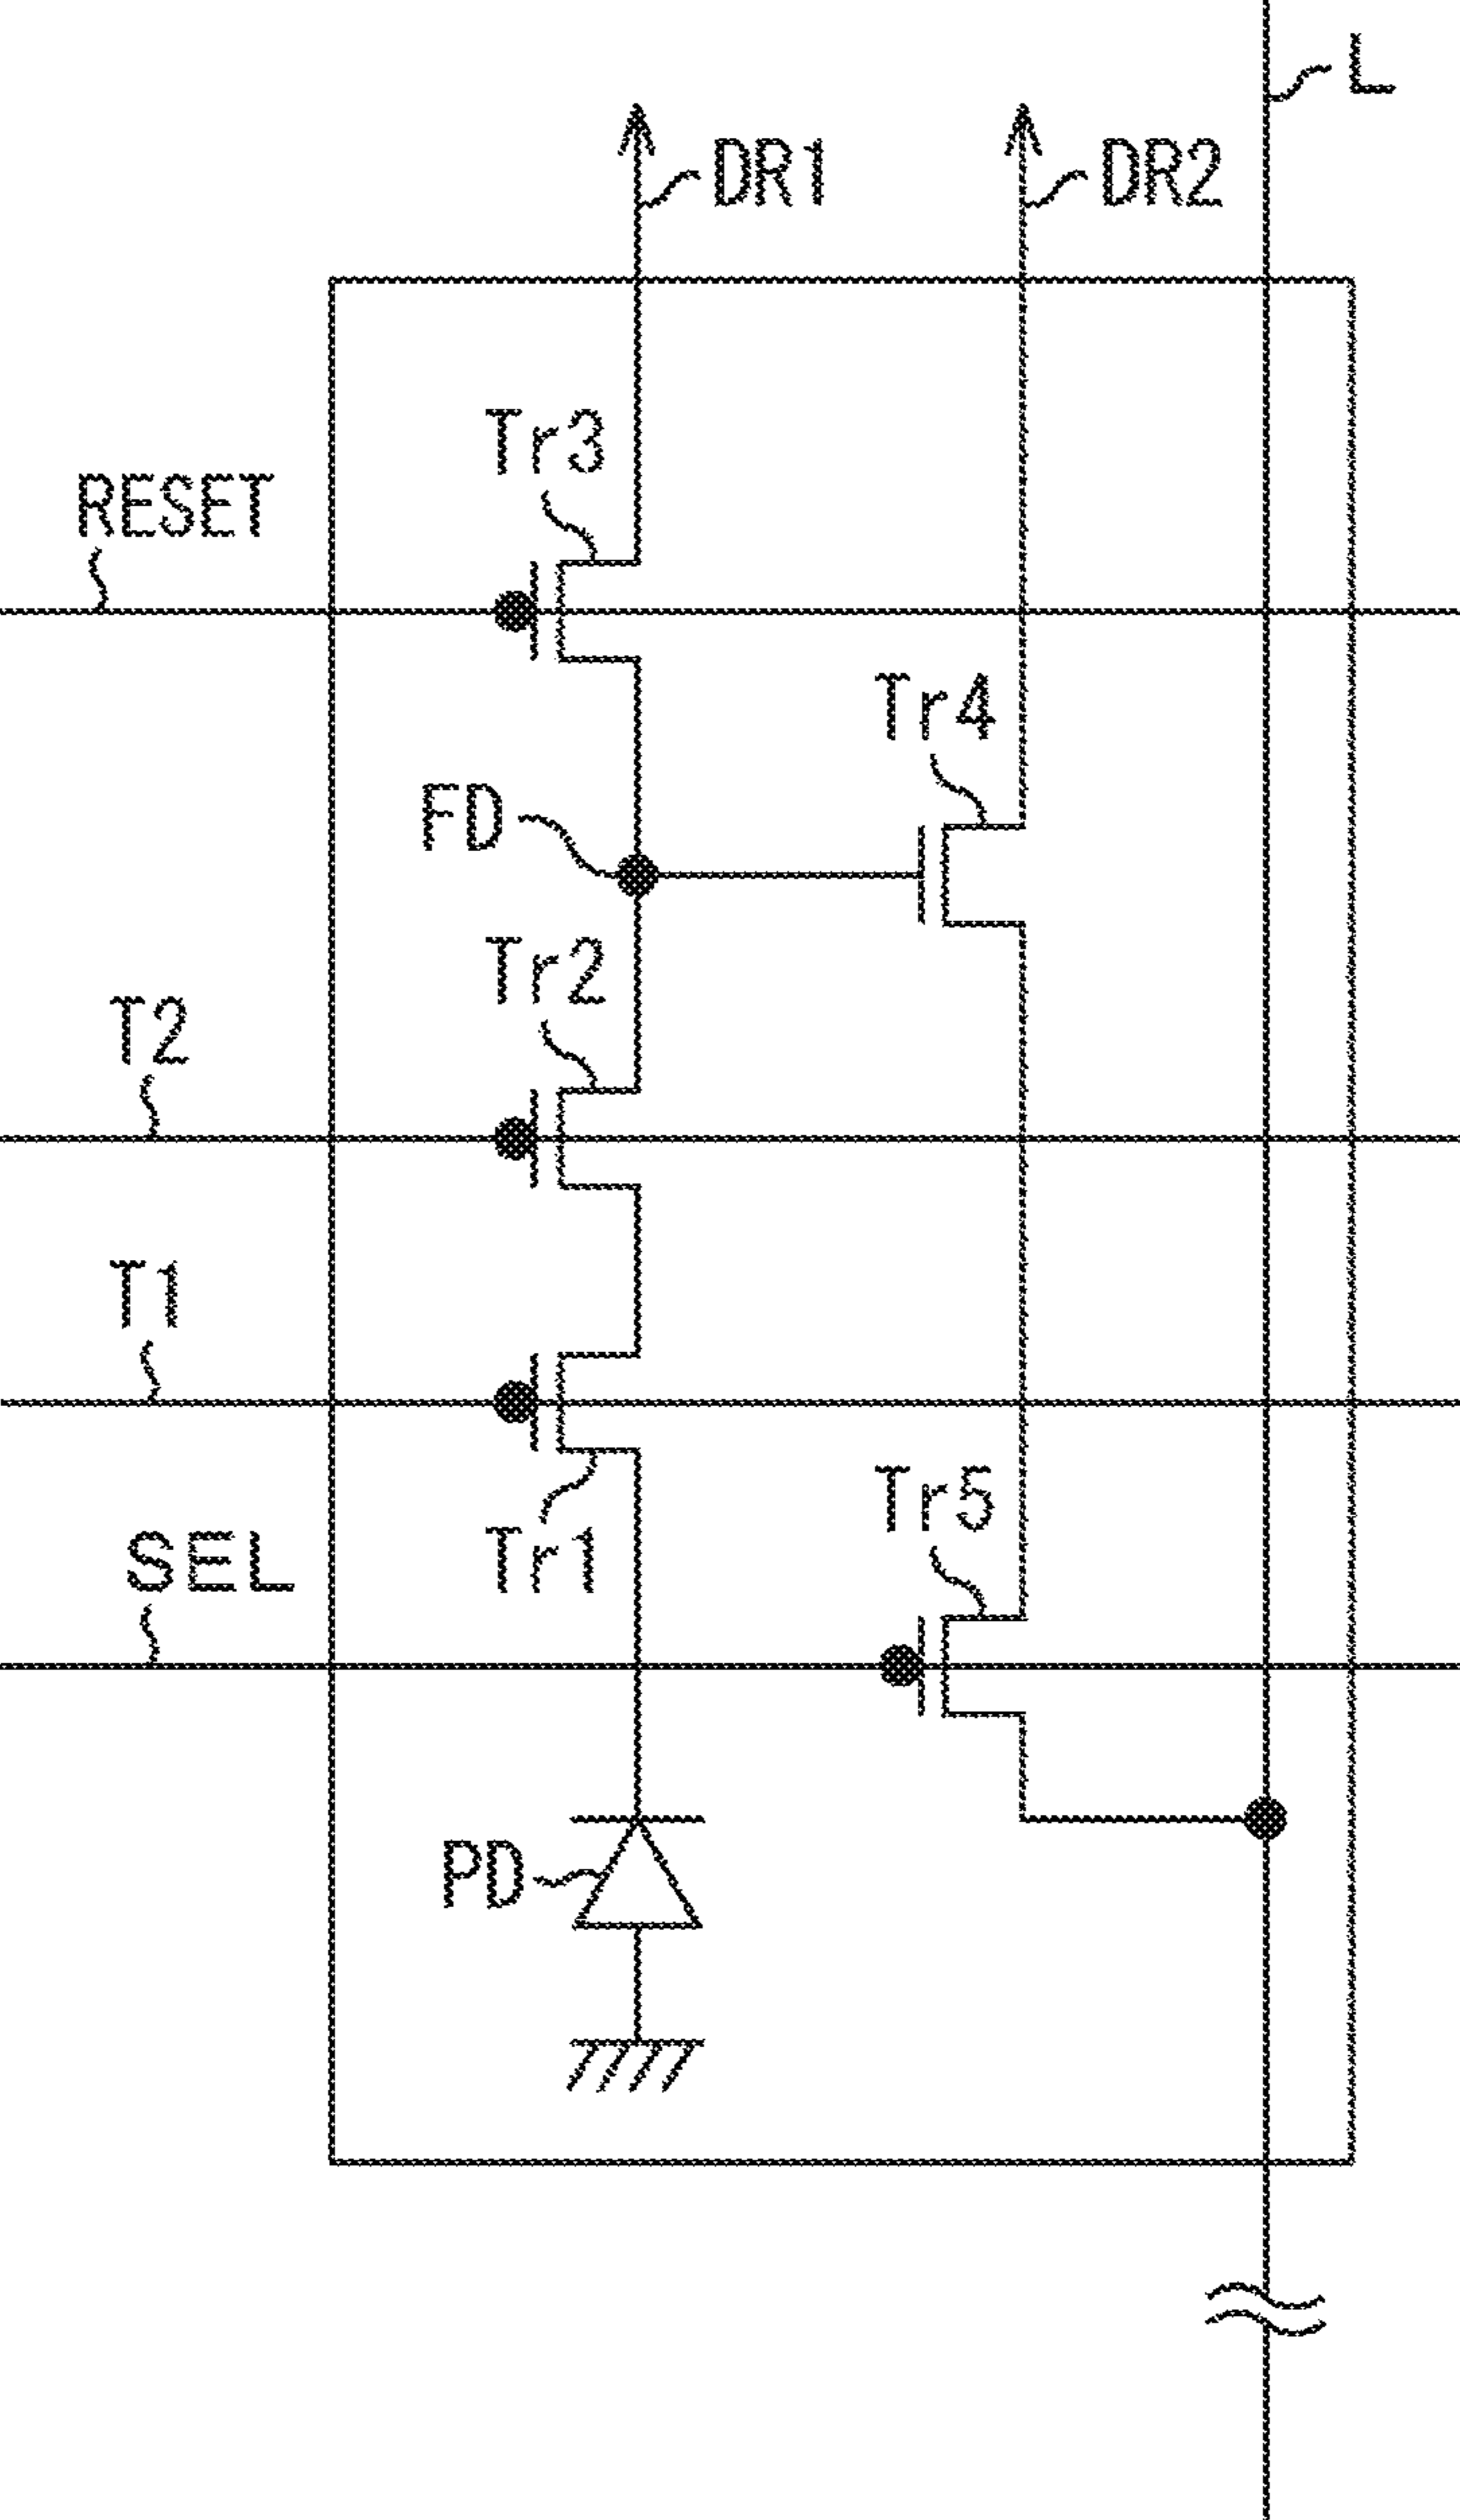 L
DR1
DR2
Tr3
RESET
Tr4
FD
Tr2
T2
T1
Tr5
SEL
Tr1
PD